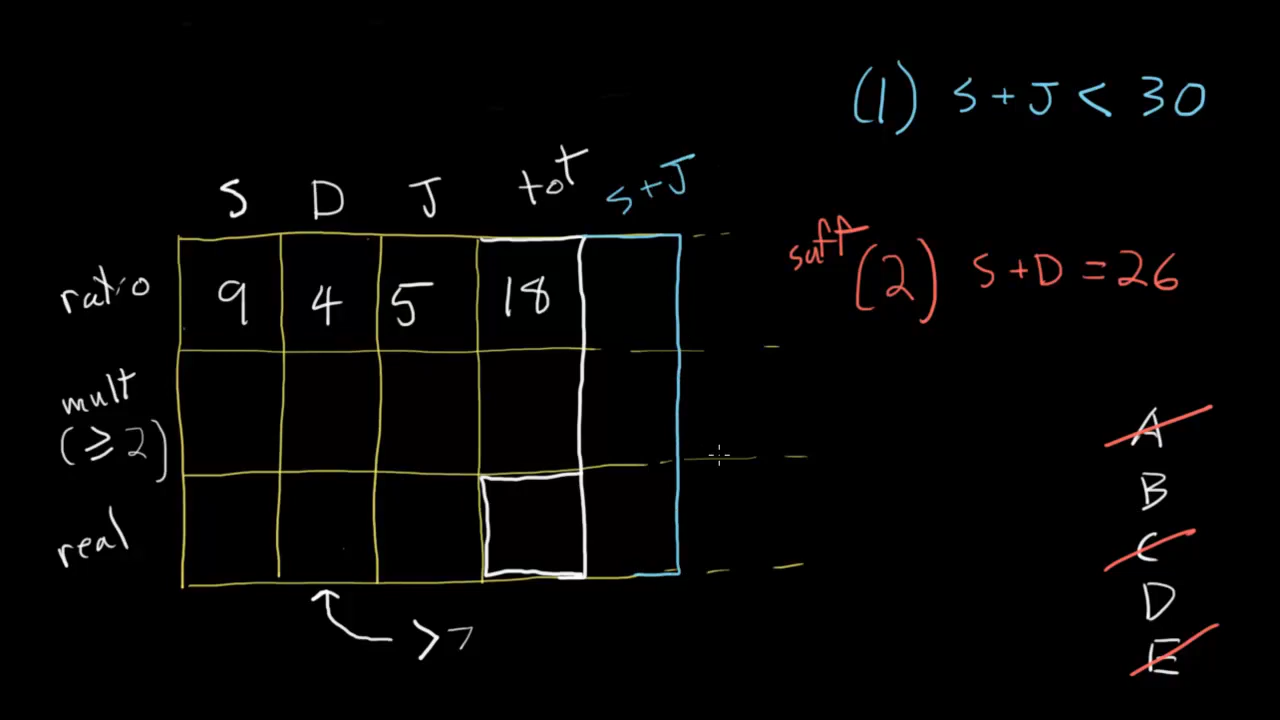 (1) S + J < 30
S D J tot S+J
suff (2) S + D = 26
ratio 9 4 5 18
mult
(≥ 2)
real
> 7
A
B
C
D
E